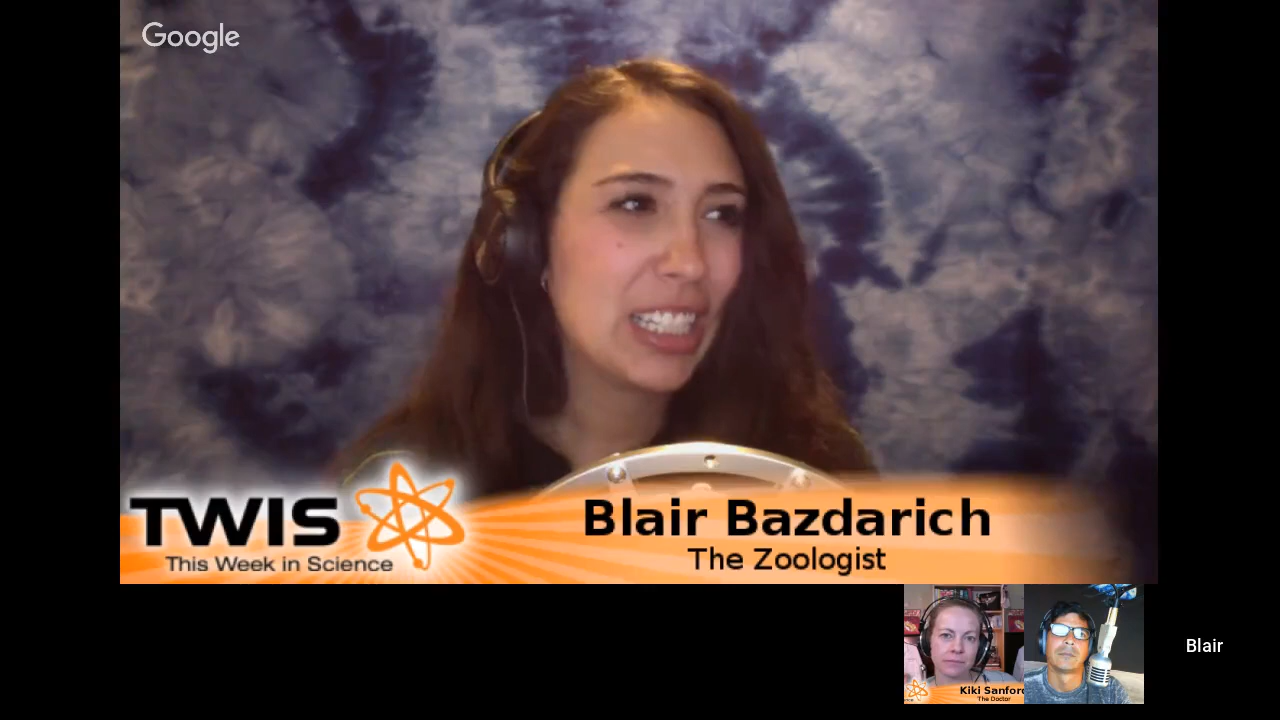 Google
TWIS
This Week in Science
Blair Bazdarich
The Zoologist
Kiki Sanford
The Doctor
Blair